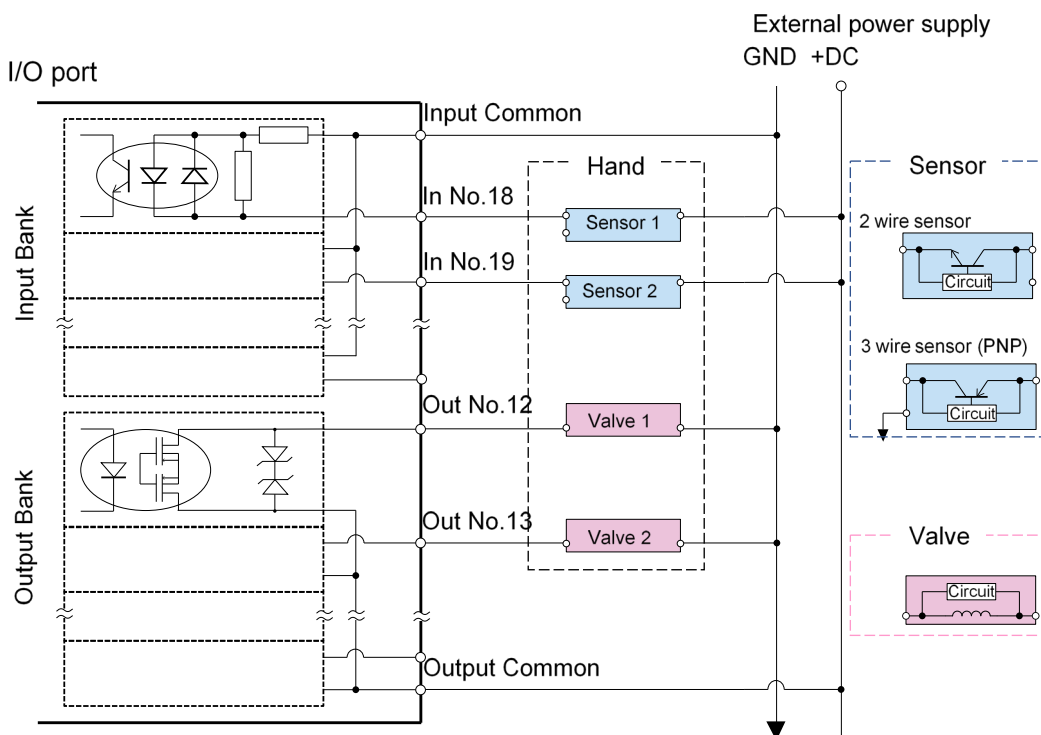 External power supply
GND +DC
I/O port
Input Common
Hand
Sensor
In No.18
Sensor 1
2 wire sensor
Input Bank
In No.19
Circuit
Sensor 2
3 wire sensor (PNP)
Circuit
Out No.12
Valve 1
Output Bank
Out No.13
Valve 2
Valve
Circuit
Output Common